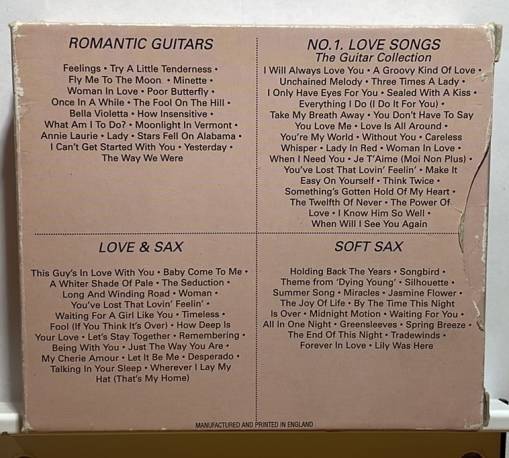 ROMANTIC GUITARS
Feelings • Try A Little Tenderness •
Fly Me To The Moon • Minette •
Woman In Love • Poor Butterfly •
Once In A While • The Fool On The Hill •
Bella Violetta • How Insensitive •
What Am I To Do? • Moonlight In Vermont •
Annie Laurie • Lady • Stars Fell On Alabama •
I Can't Get Started With You • Yesterday •
The Way We Were
NO.1. LOVE SONGS
The Guitar Collection
I Will Always Love You • A Groovy Kind Of Love •
Unchained Melody • Three Times A Lady •
I Only Have Eyes For You • Sealed With A Kiss •
Everything I Do (I Do It For You) •
Take My Breath Away • You Don't Have To Say
You Love Me • Love Is All Around •
You're My World • Without You • Careless
Whisper • Lady In Red • Woman In Love •
When I Need You • Je T'Aime (Moi Non Plus) •
You've Lost That Lovin' Feelin' • Make It
Easy On Yourself • Think Twice •
Something's Gotten Hold Of My Heart •
The Twelfth Of Never • The Power Of
Love • I Know Him So Well •
When Will I See You Again
LOVE & SAX
This Guy's In Love With You • Baby Come To Me •
A Whiter Shade Of Pale • The Seduction •
Long And Winding Road • Woman •
You've Lost That Lovin' Feelin' •
Waiting For A Girl Like You • Timeless •
Fool (If You Think It's Over) • How Deep Is
Your Love • Let's Stay Together • Remembering •
Being With You • Just The Way You Are •
My Cherie Amour • Let It Be Me • Desperado •
Talking In Your Sleep • Wherever I Lay My
Hat (That's My Home)
SOFT SAX
Holding Back The Years • Songbird •
Theme from 'Dying Young' • Silhouette •
Summer Song • Miracles • Jasmine Flower •
The Joy Of Life • By The Time This Night
Is Over • Midnight Motion • Waiting For You •
All In One Night • Greensleeves • Spring Breeze •
The End Of This Night • Tradewinds •
Forever In Love • Lily Was Here
MANUFACTURED AND PRINTED IN ENGLAND